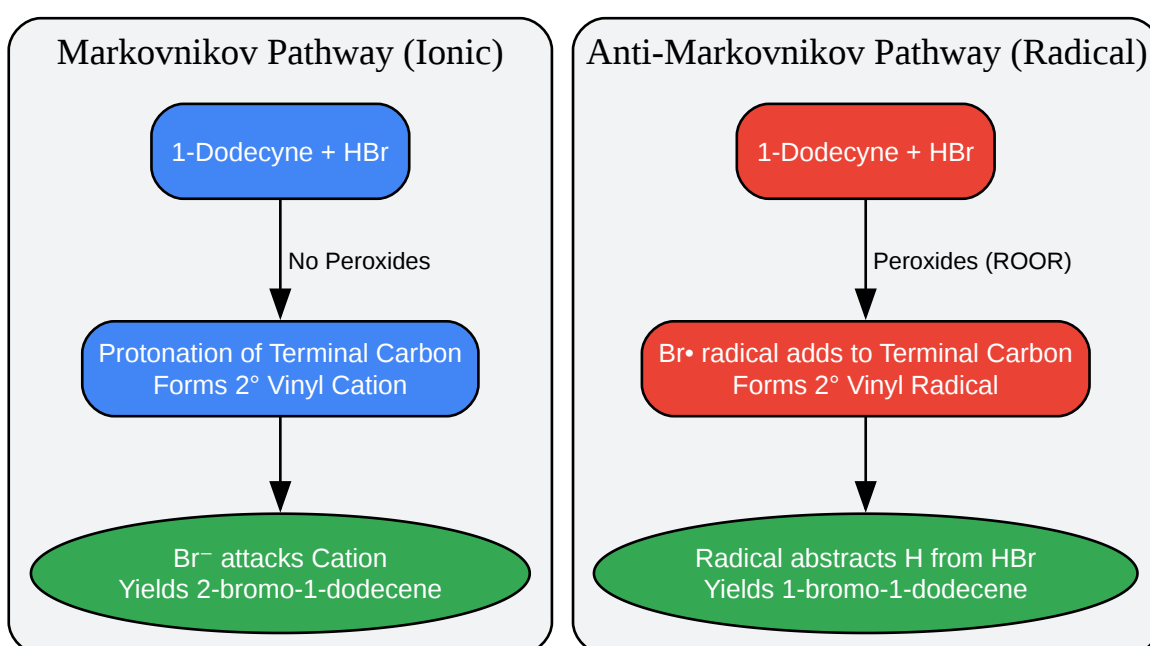 Markovnikov Pathway (Ionic)
1-Dodecyne + HBr
No Peroxides
Protonation of Terminal Carbon
Forms 2° Vinyl Cation
Br⁻ attacks Cation
Yields 2-bromo-1-dodecene
Anti-Markovnikov Pathway (Radical)
1-Dodecyne + HBr
Peroxides (ROOR)
Br• radical adds to Terminal Carbon
Forms 2° Vinyl Radical
Radical abstracts H from HBr
Yields 1-bromo-1-dodecene